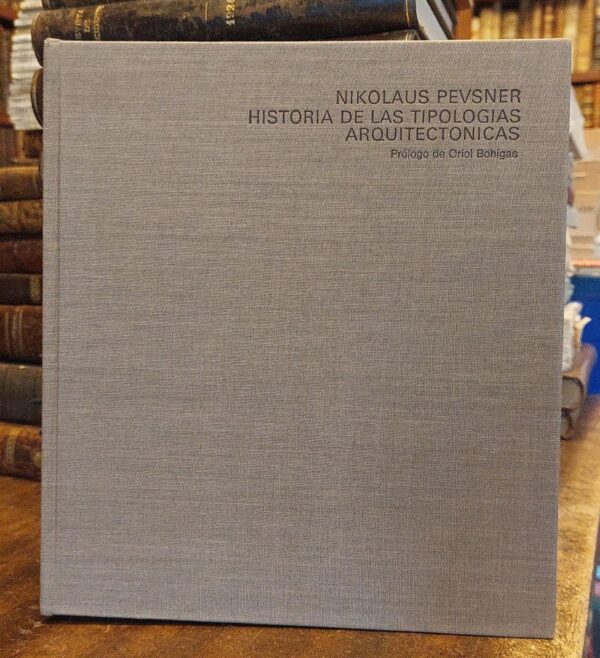 NIKOLAUS PEVSNER
HISTORIA DE LAS TIPOLOGIAS
ARQUITECTONICAS
Prólogo de Oriol Bohigas